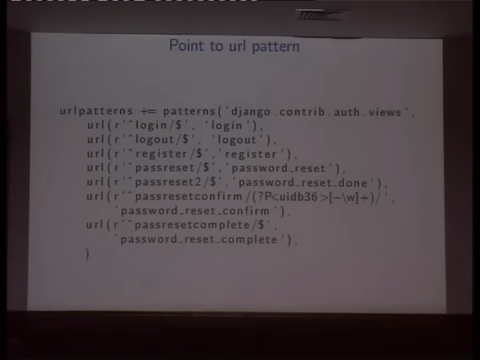 Point to url pattern
urlpatterns += patterns('django.contrib.auth.views',
url(r'^login/$', 'login'),
url(r'^logout/$', 'logout'),
url(r'^register/$','register'),
url(r'^passreset/$','password_reset'),
url(r'^passreset2/$','password_reset_done'),
url(r'^passresetconfirm/(?P<uidb36>[-\w]+)/',
'password_reset_confirm'),
url(r'^passresetcomplete/$',
'password_reset_complete'),
)